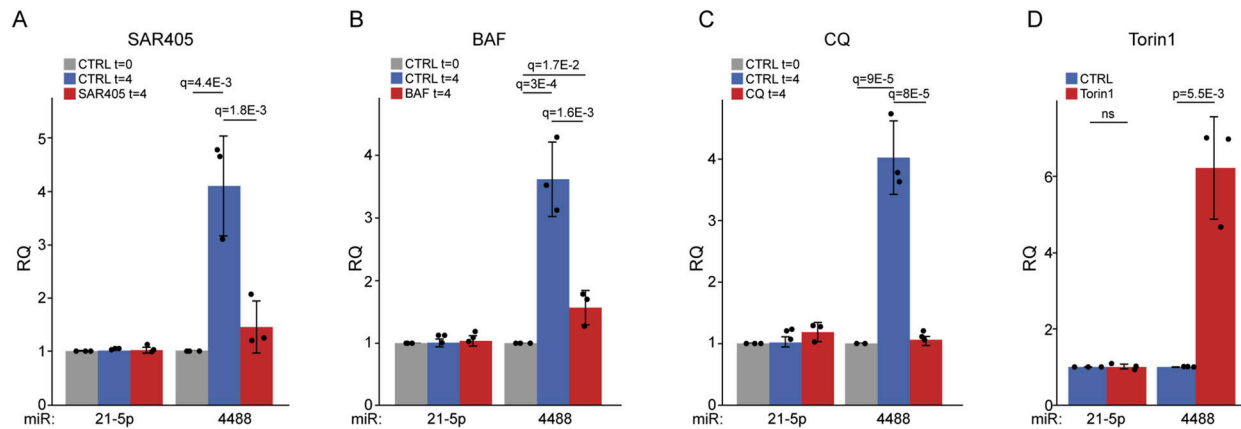 A
SAR405
CTRL t=0
CTRL t=4
SAR405 t=4
q=4.4E-3
q=1.8E-3
RQ
5
4
3
2
1
0
miR: 21-5p 4488
B
BAF
CTRL t=0
CTRL t=4
BAF t=4
q=1.7E-2
q=3E-4
q=1.6E-3
RQ
4
3
2
1
0
miR: 21-5p 4488
C
CQ
CTRL t=0
CTRL t=4
CQ t=4
q=9E-5
q=8E-5
RQ
4
2
1
0
miR: 21-5p 4488
D
Torin1
CTRL
Torin1
ns
p=5.5E-3
RQ
6
4
2
0
miR: 21-5p 4488